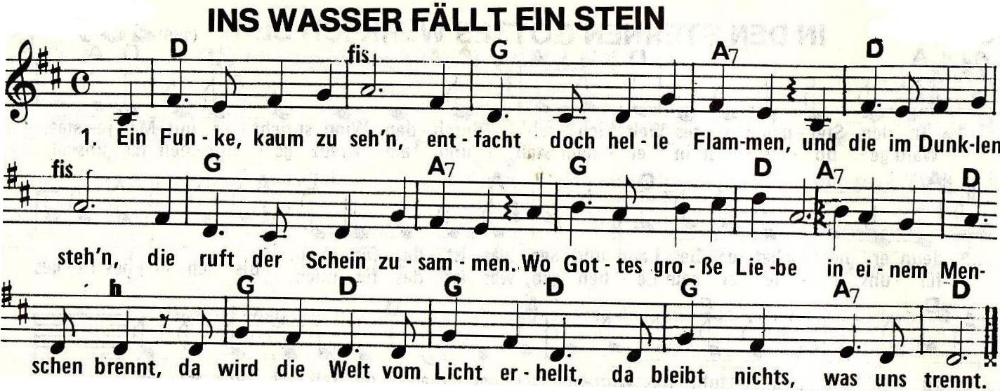 INS WASSER FÄLLT EIN STEIN
D fis G A7 D
1. Ein Fun - ke, kaum zu seh'n, ent - facht doch hel - le Flam-men, und die im Dunk-len
fis G A7 G D A7 D
steh'n, die ruft der Schein zu - sam - men. Wo Got - tes gro - ße Lie - be in ei - nem Men-
h G D G D G A7 D
schen brennt, da wird die Welt vom Licht er - hellt, da bleibt nichts, was uns trennt.